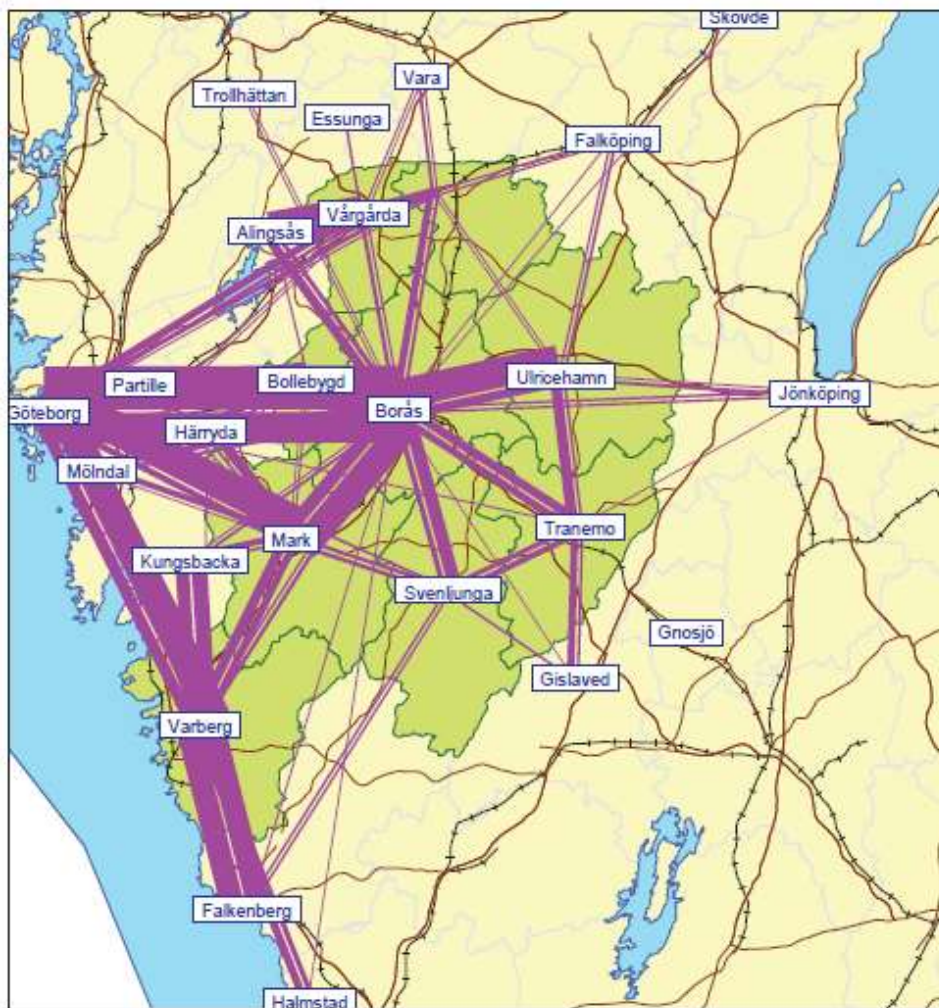 Skövde
Vara
Trollhättan
Essunga
Falköping
Vårgårda
Alingsås
Ulricehamn
Partille
Bollebygd
Jönköping
Göteborg
Borås
Härryda
Mölndal
Tranemo
Mark
Kungsbacka
Svenljunga
Gnosjö
Gislaved
Varberg
Falkenberg
Halmstad